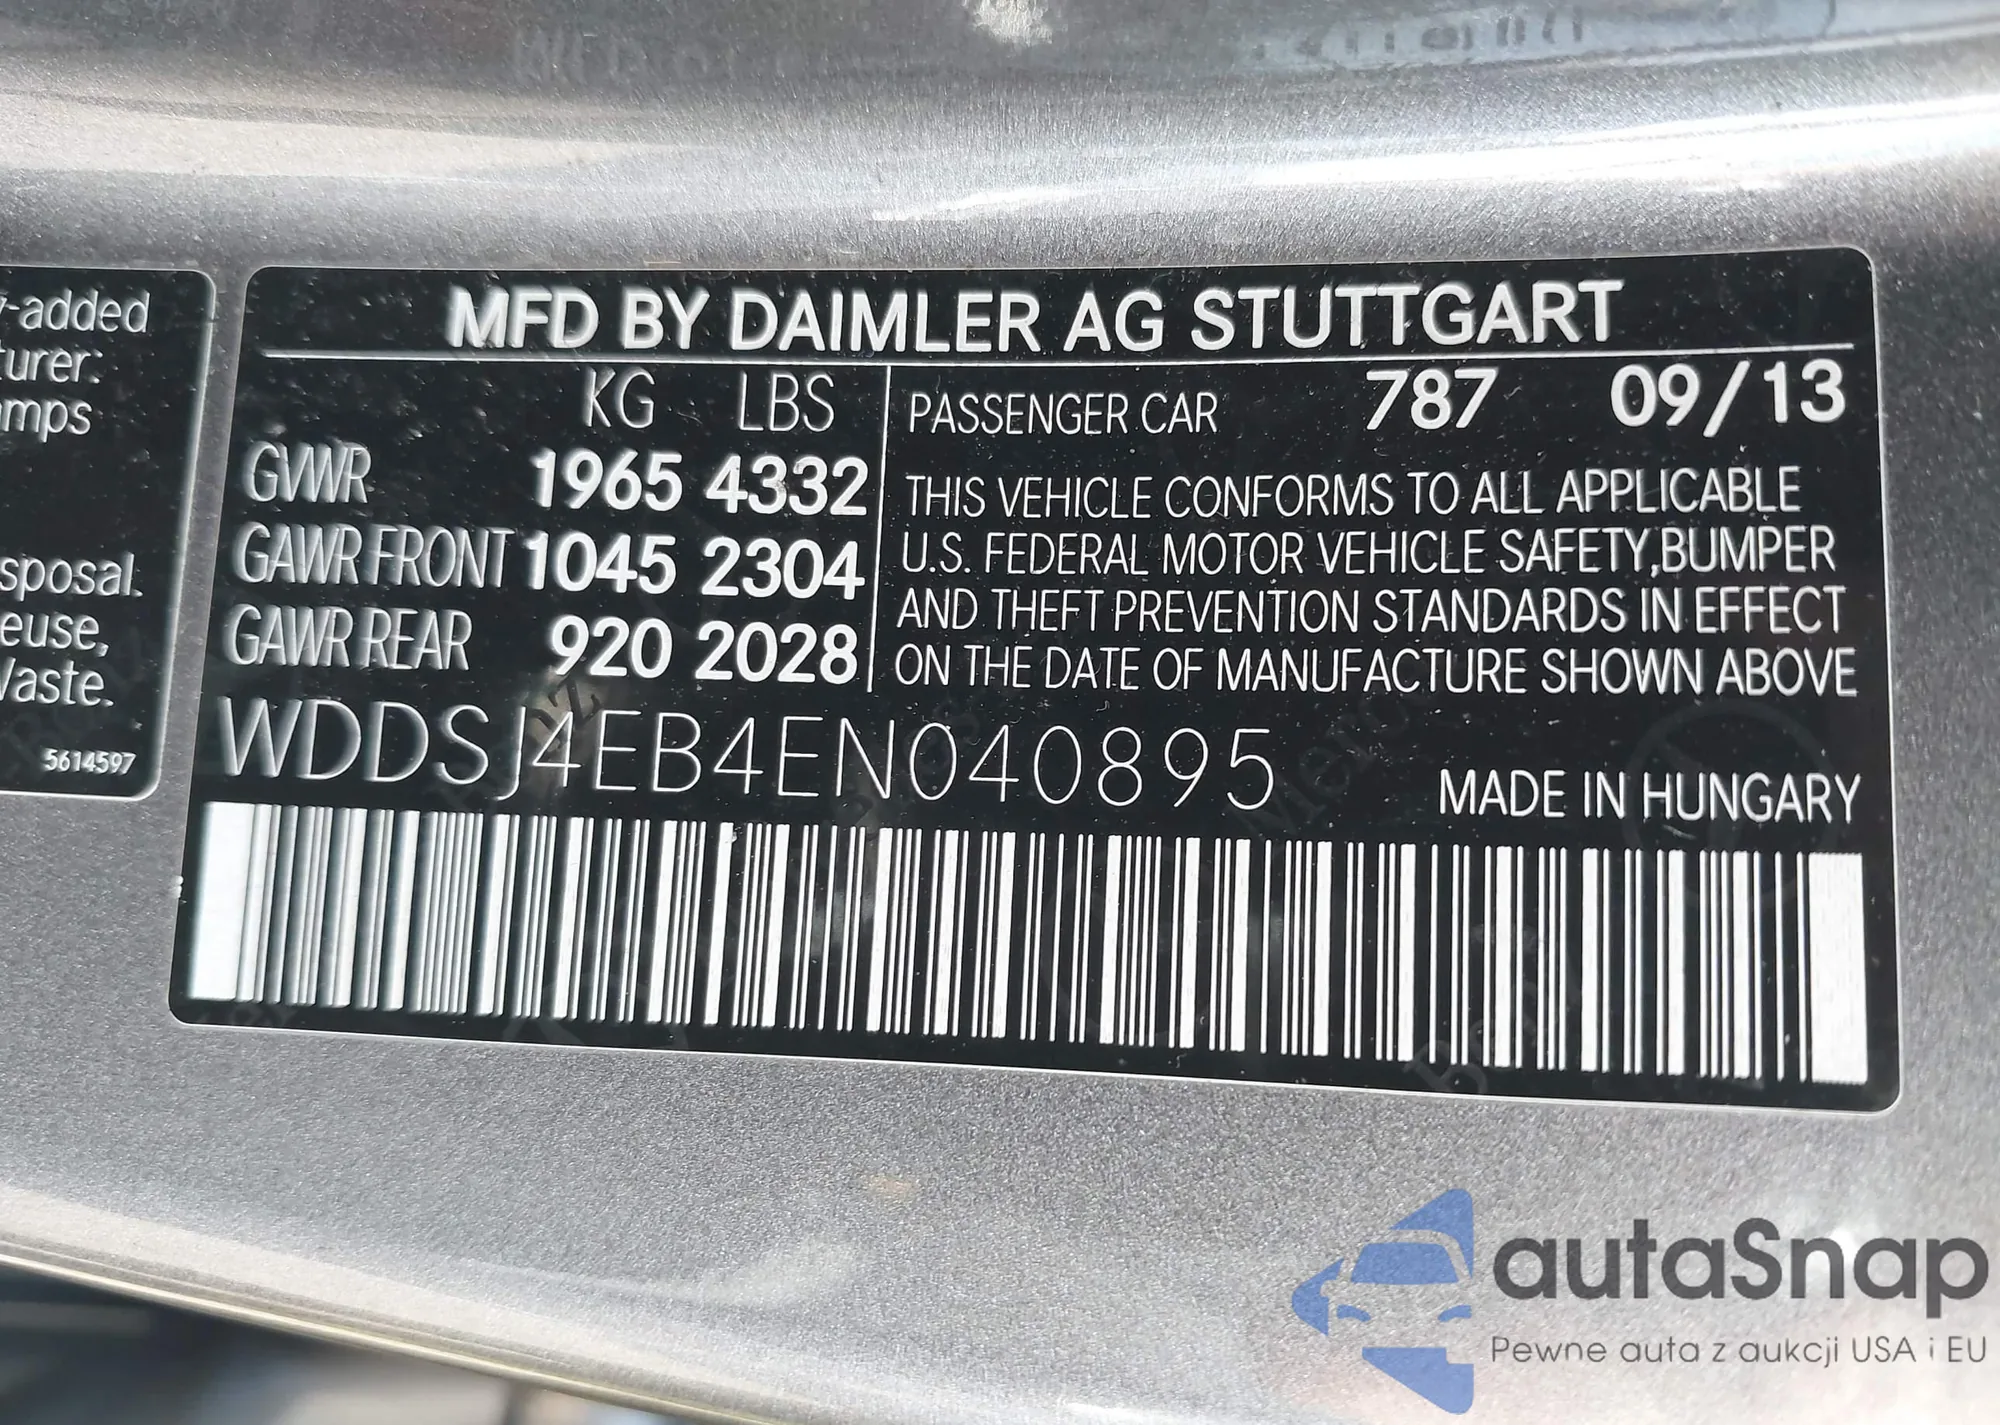 y-added
turer:
amps
sposal.
euse,
Waste.
5614597
MFD BY DAIMLER AG STUTTGART
KG LBS
GVWR 1965 4332
GAWR FRONT 1045 2304
GAWR REAR 920 2028
PASSENGER CAR 787 09/13
THIS VEHICLE CONFORMS TO ALL APPLICABLE
U.S. FEDERAL MOTOR VEHICLE SAFETY,BUMPER
AND THEFT PREVENTION STANDARDS IN EFFECT
ON THE DATE OF MANUFACTURE SHOWN ABOVE
WDDSJ4EB4EN040895
MADE IN HUNGARY
autaSnap
Pewne auta z aukcji USA i EU